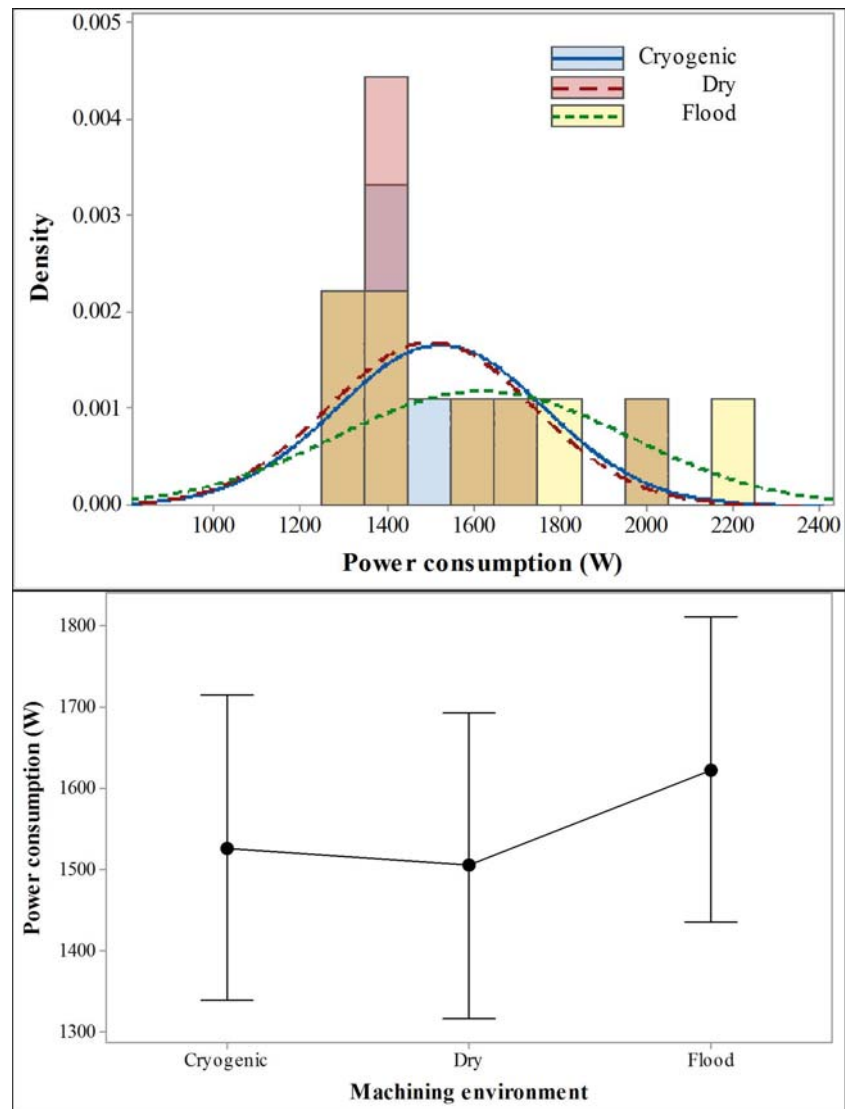 0.005
0.004
0.003
0.002
0.001
0.000
Density
Cryogenic
Dry
Flood
1000 1200 1400 1600 1800 2000 2200 2400
Power consumption (W)
1800
1700
1600
1500
1400
1300
Power consumption (W)
Cryogenic Dry Flood
Machining environment